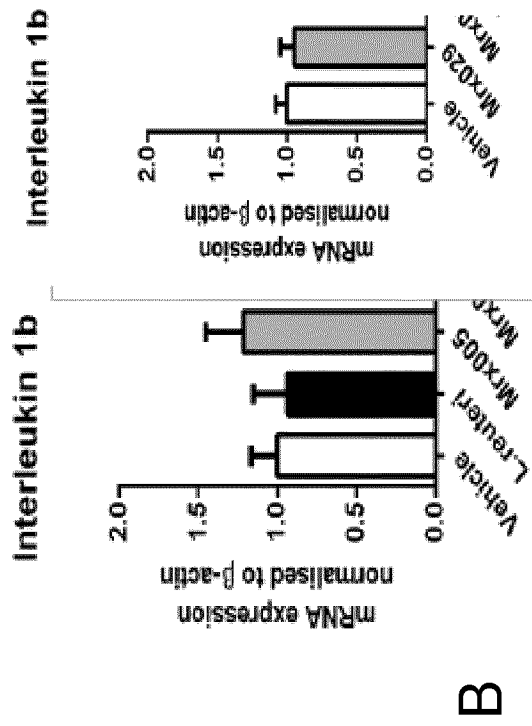 B
Interleukin 1b
mRNA expression
normalised to β-actin
2.0
1.5
1.0
0.5
0.0
Vehicle
L.reuteri
Mrx005
Interleukin 1b
mRNA expression
normalised to β-actin
2.0
1.5
1.0
0.5
0.0
Vehicle
Mrx029